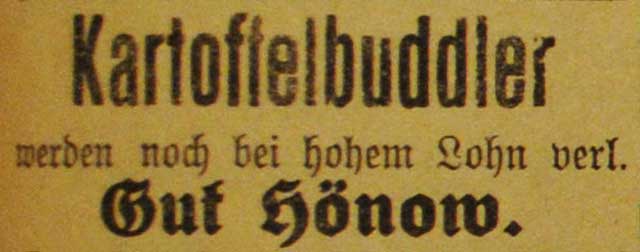 Kartoffelbuddler
werden noch bei hohem Lohn verl.
Gut Hönow.